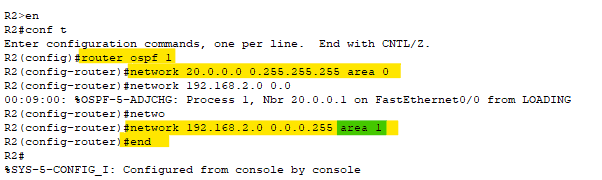 R2>en
R2#conf t
Enter configuration commands, one per line.  End with CNTL/Z.
R2(config)#router ospf 1
R2(config-router)#network 20.0.0.0 0.255.255.255 area 0
R2(config-router)#network 192.168.2.0 0.0
00:09:00: %OSPF-5-ADJCHG: Process 1, Nbr 20.0.0.1 on FastEthernet0/0 from LOADING
R2(config-router)#netwo
R2(config-router)#network 192.168.2.0 0.0.0.255 area 1
R2(config-router)#end
R2#
%SYS-5-CONFIG_I: Configured from console by console